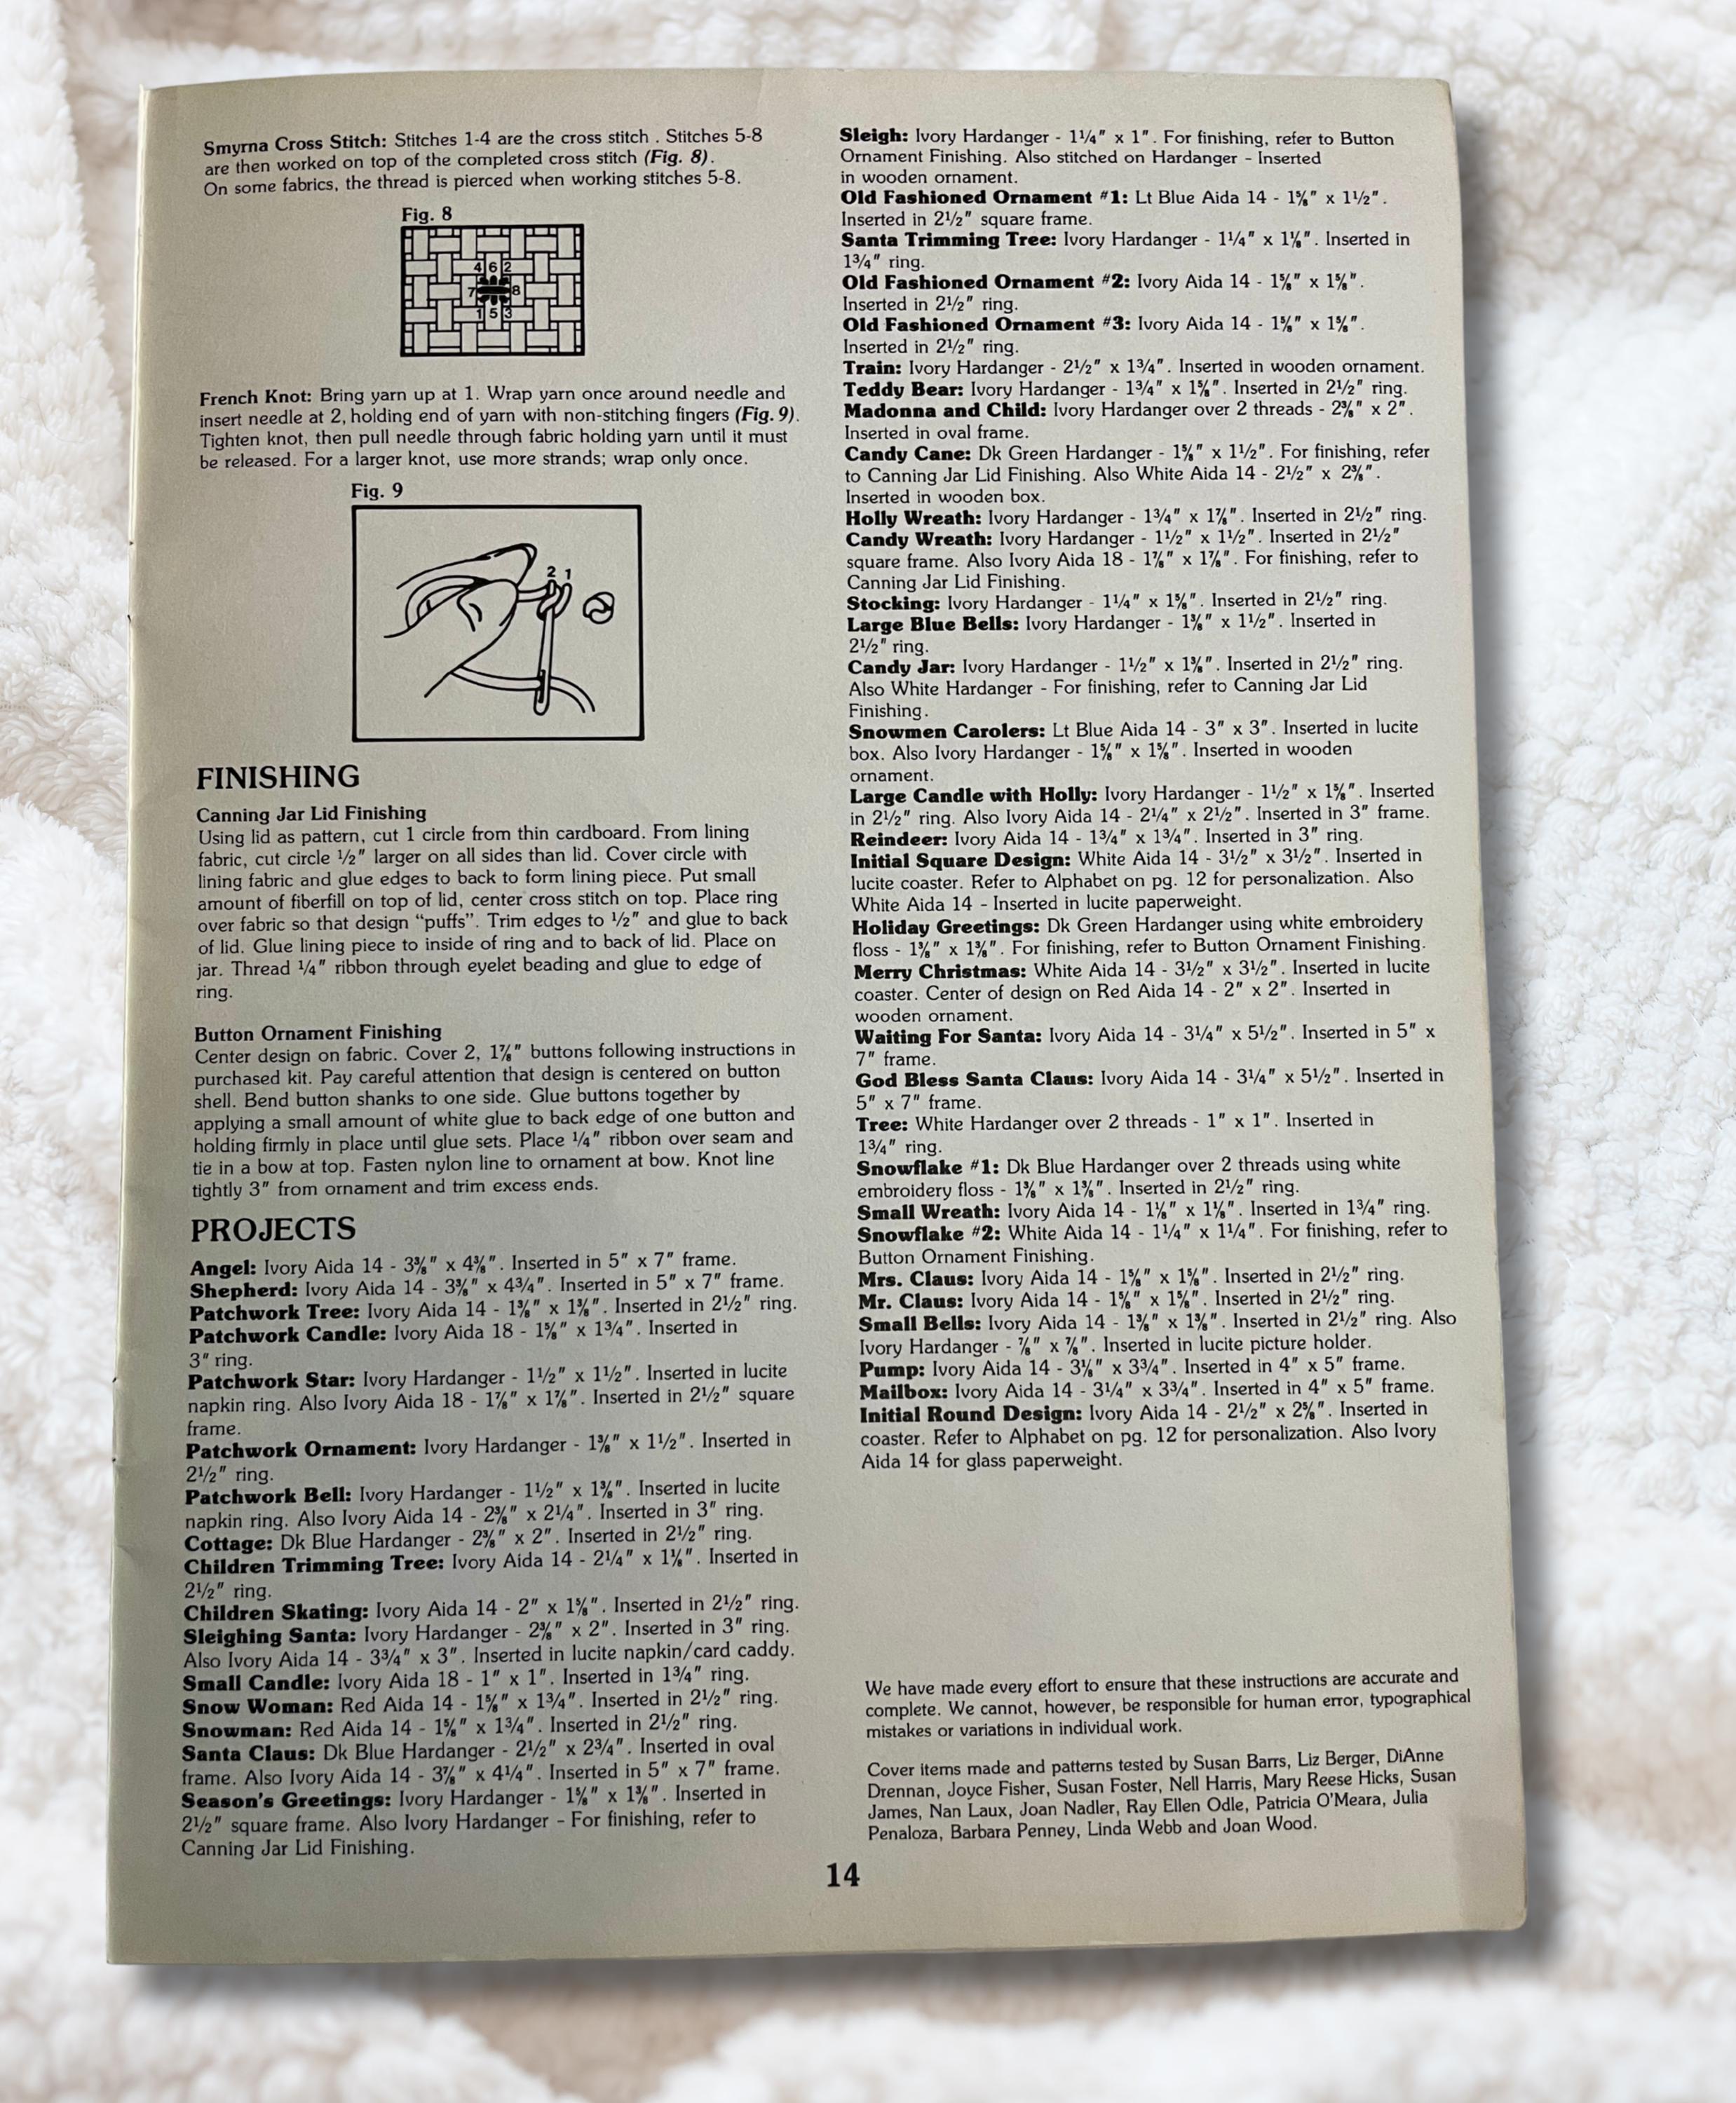 Smyrna Cross Stitch: Stitches 1-4 are the cross stitch . Stitches 5-8
are then worked on top of the completed cross stitch (Fig. 8).
On some fabrics, the thread is pierced when working stitches 5-8.
Fig. 8
4 6 2
7 8
1 5 3
French Knot: Bring yarn up at 1. Wrap yarn once around needle and
insert needle at 2, holding end of yarn with non-stitching fingers (Fig. 9).
Tighten knot, then pull needle through fabric holding yarn until it must
be released. For a larger knot, use more strands; wrap only once.
Fig. 9
2 1
FINISHING
Canning Jar Lid Finishing
Using lid as pattern, cut 1 circle from thin cardboard. From lining
fabric, cut circle ½″ larger on all sides than lid. Cover circle with
lining fabric and glue edges to back to form lining piece. Put small
amount of fiberfill on top of lid, center cross stitch on top. Place ring
over fabric so that design “puffs”. Trim edges to ½″ and glue to back
of lid. Glue lining piece to inside of ring and to back of lid. Place on
jar. Thread ¼″ ribbon through eyelet beading and glue to edge of
ring.
Button Ornament Finishing
Center design on fabric. Cover 2, 1⅞″ buttons following instructions in
purchased kit. Pay careful attention that design is centered on button
shell. Bend button shanks to one side. Glue buttons together by
applying a small amount of white glue to back edge of one button and
holding firmly in place until glue sets. Place ¼″ ribbon over seam and
tie in a bow at top. Fasten nylon line to ornament at bow. Knot line
tightly 3″ from ornament and trim excess ends.
PROJECTS
Angel: Ivory Aida 14 - 3⅜″ x 4⅜″. Inserted in 5″ x 7″ frame.
Shepherd: Ivory Aida 14 - 3⅜″ x 4¾″. Inserted in 5″ x 7″ frame.
Patchwork Tree: Ivory Aida 14 - 1⅜″ x 1⅜″. Inserted in 2½″ ring.
Patchwork Candle: Ivory Aida 18 - 1⅝″ x 1¾″. Inserted in
3″ ring.
Patchwork Star: Ivory Hardanger - 1½″ x 1½″. Inserted in lucite
napkin ring. Also Ivory Aida 18 - 1⅞″ x 1⅞″. Inserted in 2½″ square
frame.
Patchwork Ornament: Ivory Hardanger - 1⅜″ x 1½″. Inserted in
2½″ ring.
Patchwork Bell: Ivory Hardanger - 1½″ x 1⅜″. Inserted in lucite
napkin ring. Also Ivory Aida 14 - 2⅜″ x 2¼″. Inserted in 3″ ring.
Cottage: Dk Blue Hardanger - 2⅜″ x 2″. Inserted in 2½″ ring.
Children Trimming Tree: Ivory Aida 14 - 2¼″ x 1⅛″. Inserted in
2½″ ring.
Children Skating: Ivory Aida 14 - 2″ x 1⅝″. Inserted in 2½″ ring.
Sleighing Santa: Ivory Hardanger - 2⅜″ x 2″. Inserted in 3″ ring.
Also Ivory Aida 14 - 3¾″ x 3″. Inserted in lucite napkin/card caddy.
Small Candle: Ivory Aida 18 - 1″ x 1″. Inserted in 1¾″ ring.
Snow Woman: Red Aida 14 - 1⅝″ x 1¾″. Inserted in 2½″ ring.
Snowman: Red Aida 14 - 1⅝″ x 1¾″. Inserted in 2½″ ring.
Santa Claus: Dk Blue Hardanger - 2½″ x 2¾″. Inserted in oval
frame. Also Ivory Aida 14 - 3⅞″ x 4¼″. Inserted in 5″ x 7″ frame.
Season's Greetings: Ivory Hardanger - 1⅝″ x 1⅜″. Inserted in
2½″ square frame. Also Ivory Hardanger - For finishing, refer to
Canning Jar Lid Finishing.
Sleigh: Ivory Hardanger - 1¼″ x 1″. For finishing, refer to Button
Ornament Finishing. Also stitched on Hardanger - Inserted
in wooden ornament.
Old Fashioned Ornament #1: Lt Blue Aida 14 - 1⅝″ x 1½″.
Inserted in 2½″ square frame.
Santa Trimming Tree: Ivory Hardanger - 1¼″ x 1⅛″. Inserted in
1¾″ ring.
Old Fashioned Ornament #2: Ivory Aida 14 - 1⅝″ x 1⅝″.
Inserted in 2½″ ring.
Old Fashioned Ornament #3: Ivory Aida 14 - 1⅝″ x 1⅝″.
Inserted in 2½″ ring.
Train: Ivory Hardanger - 2½″ x 1¾″. Inserted in wooden ornament.
Teddy Bear: Ivory Hardanger - 1¾″ x 1⅝″. Inserted in 2½″ ring.
Madonna and Child: Ivory Hardanger over 2 threads - 2⅜″ x 2″.
Inserted in oval frame.
Candy Cane: Dk Green Hardanger - 1⅝″ x 1½″. For finishing, refer
to Canning Jar Lid Finishing. Also White Aida 14 - 2½″ x 2⅜″.
Inserted in wooden box.
Holly Wreath: Ivory Hardanger - 1¾″ x 1⅞″. Inserted in 2½″ ring.
Candy Wreath: Ivory Hardanger - 1½″ x 1½″. Inserted in 2½″
square frame. Also Ivory Aida 18 - 1⅞″ x 1⅞″. For finishing, refer to
Canning Jar Lid Finishing.
Stocking: Ivory Hardanger - 1¼″ x 1⅝″. Inserted in 2½″ ring.
Large Blue Bells: Ivory Hardanger - 1⅜″ x 1½″. Inserted in
2½″ ring.
Candy Jar: Ivory Hardanger - 1½″ x 1⅜″. Inserted in 2½″ ring.
Also White Hardanger - For finishing, refer to Canning Jar Lid
Finishing.
Snowmen Carolers: Lt Blue Aida 14 - 3″ x 3″. Inserted in lucite
box. Also Ivory Hardanger - 1⅝″ x 1⅝″. Inserted in wooden
ornament.
Large Candle with Holly: Ivory Hardanger - 1½″ x 1⅝″. Inserted
in 2½″ ring. Also Ivory Aida 14 - 2¼″ x 2½″. Inserted in 3″ frame.
Reindeer: Ivory Aida 14 - 1¾″ x 1¾″. Inserted in 3″ ring.
Initial Square Design: White Aida 14 - 3½″ x 3½″. Inserted in
lucite coaster. Refer to Alphabet on pg. 12 for personalization. Also
White Aida 14 - Inserted in lucite paperweight.
Holiday Greetings: Dk Green Hardanger using white embroidery
floss - 1⅜″ x 1⅜″. For finishing, refer to Button Ornament Finishing.
Merry Christmas: White Aida 14 - 3½″ x 3½″. Inserted in lucite
coaster. Center of design on Red Aida 14 - 2″ x 2″. Inserted in
wooden ornament.
Waiting For Santa: Ivory Aida 14 - 3¼″ x 5½″. Inserted in 5″ x
7″ frame.
God Bless Santa Claus: Ivory Aida 14 - 3¼″ x 5½″. Inserted in
5″ x 7″ frame.
Tree: White Hardanger over 2 threads - 1″ x 1″. Inserted in
1¾″ ring.
Snowflake #1: Dk Blue Hardanger over 2 threads using white
embroidery floss - 1⅜″ x 1⅜″. Inserted in 2½″ ring.
Small Wreath: Ivory Aida 14 - 1⅛″ x 1⅛″. Inserted in 1¾″ ring.
Snowflake #2: White Aida 14 - 1¼″ x 1¼″. For finishing, refer to
Button Ornament Finishing.
Mrs. Claus: Ivory Aida 14 - 1⅝″ x 1⅝″. Inserted in 2½″ ring.
Mr. Claus: Ivory Aida 14 - 1⅝″ x 1⅝″. Inserted in 2½″ ring.
Small Bells: Ivory Aida 14 - 1⅜″ x 1⅜″. Inserted in 2½″ ring. Also
Ivory Hardanger - ⅞″ x ⅞″. Inserted in lucite picture holder.
Pump: Ivory Aida 14 - 3⅛″ x 3¾″. Inserted in 4″ x 5″ frame.
Mailbox: Ivory Aida 14 - 3¼″ x 3¾″. Inserted in 4″ x 5″ frame.
Initial Round Design: Ivory Aida 14 - 2½″ x 2⅝″. Inserted in
coaster. Refer to Alphabet on pg. 12 for personalization. Also Ivory
Aida 14 for glass paperweight.
We have made every effort to ensure that these instructions are accurate and
complete. We cannot, however, be responsible for human error, typographical
mistakes or variations in individual work.
Cover items made and patterns tested by Susan Barrs, Liz Berger, DiAnne
Drennan, Joyce Fisher, Susan Foster, Nell Harris, Mary Reese Hicks, Susan
James, Nan Laux, Joan Nadler, Ray Ellen Odle, Patricia O'Meara, Julia
Penaloza, Barbara Penney, Linda Webb and Joan Wood.
14